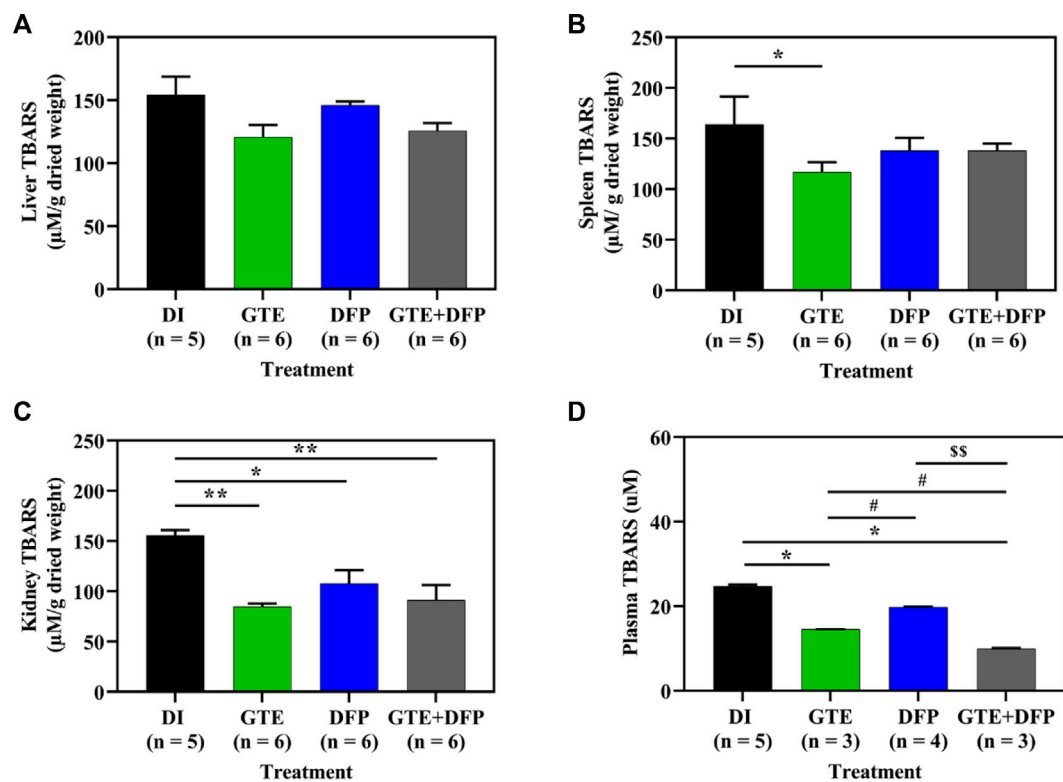 A
Liver TBARS
(µM/g dried weight)
200
150
100
50
0
DI GTE DFP GTE+DFP
(n = 5) (n = 6) (n = 6) (n = 6)
Treatment
B
Spleen TBARS
(µM/ g dried weight)
250
200
150
100
50
0
*
DI GTE DFP GTE+DFP
(n = 5) (n = 6) (n = 6) (n = 6)
Treatment
C
Kidney TBARS
(µM/g dried weight)
250
200
150
100
50
0
**
*
**
DI GTE DFP GTE+DFP
(n = 5) (n = 6) (n = 6) (n = 6)
Treatment
D
Plasma TBARS (uM)
60
40
20
0
$$
#
#
*
*
DI GTE DFP GTE+DFP
(n = 5) (n = 3) (n = 4) (n = 3)
Treatment